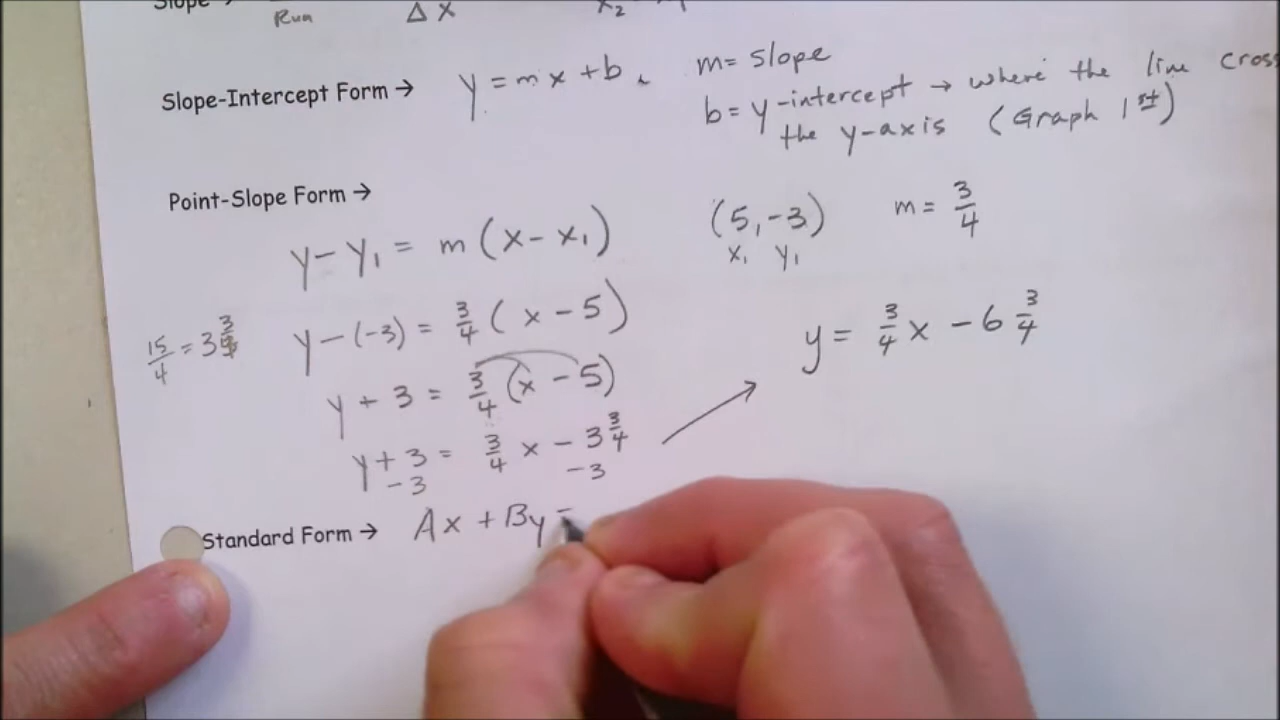 Slope →
Run
Δ x
x₂
Slope-Intercept Form → y = mx + b
m = slope
b = y-intercept → where the line cross
the y-axis (Graph 1st)
Point-Slope Form →
y - y₁ = m(x - x₁)
(5, -3) m = 3/4
x₁ y₁
y - (-3) = 3/4 (x - 5)
15/4 = 3 3/4
y = 3/4 x - 6 3/4
y + 3 = 3/4 (x - 5)
y + 3 = 3/4 x - 3 3/4
-3 -3
Standard Form → Ax + By =